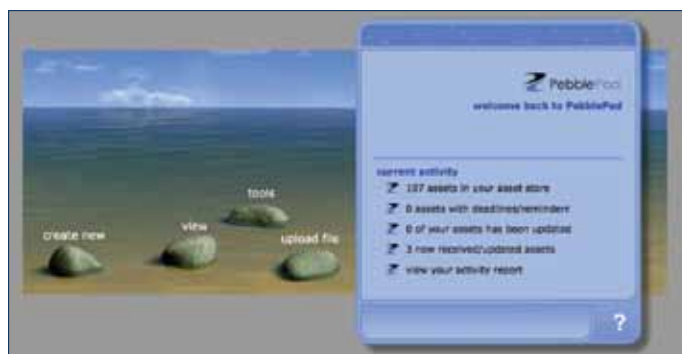 PebblePad
welcome back to PebblePad
current activity
107 assets in your asset store
0 assets with deadlines/reminders
0 of your assets has been updated
3 new received/updated assets
view your activity report
tools
view
create new
upload file
?